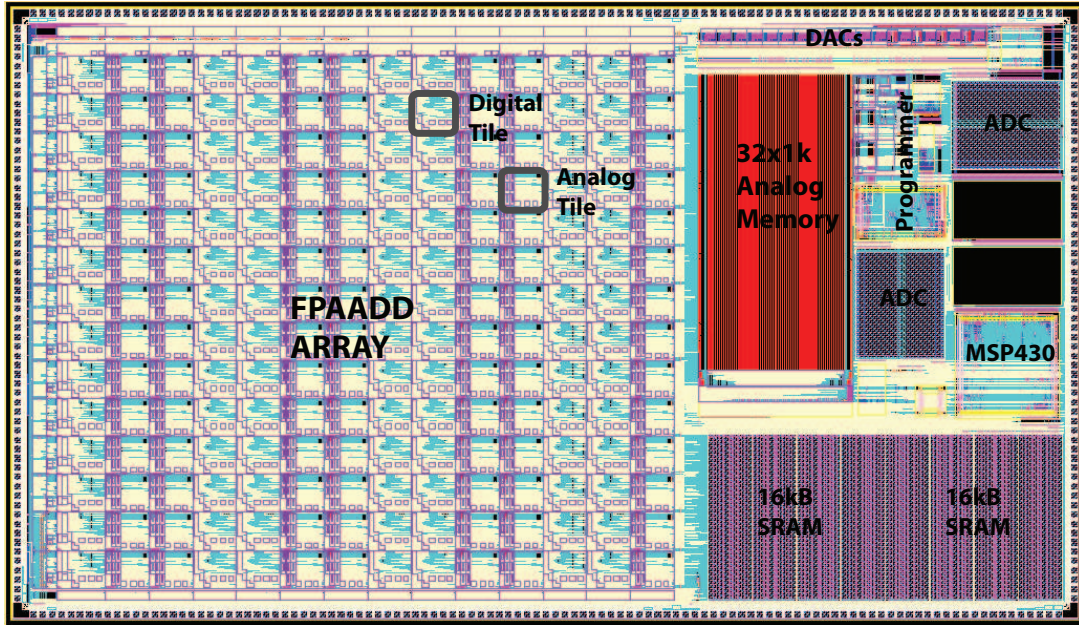 DACs
Digital
Tile
Analog
Tile
FPAADD
ARRAY
32x1k
Analog
Memory
Programmer
ADC
ADC
MSP430
16kB
SRAM
16kB
SRAM